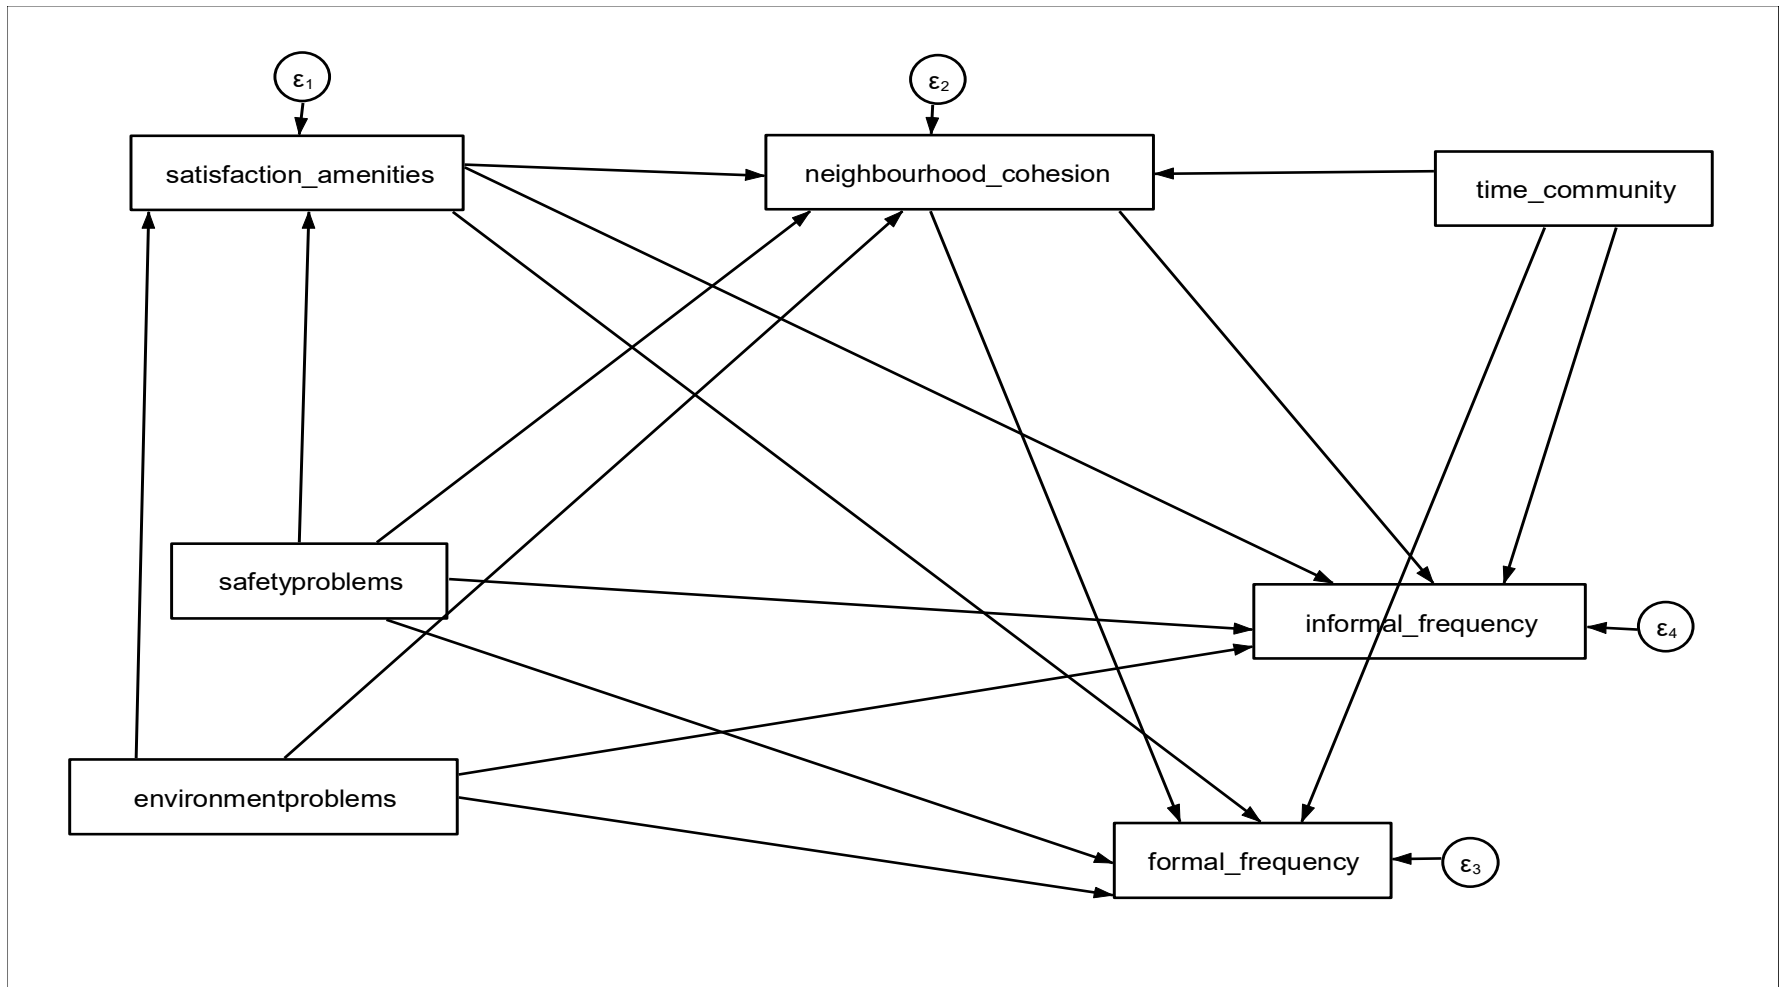 ε₁
ε₂
satisfaction_amenities
neighbourhood_cohesion
time_community
safetyproblems
informal_frequency
ε₄
environmentproblems
formal_frequency
ε₃